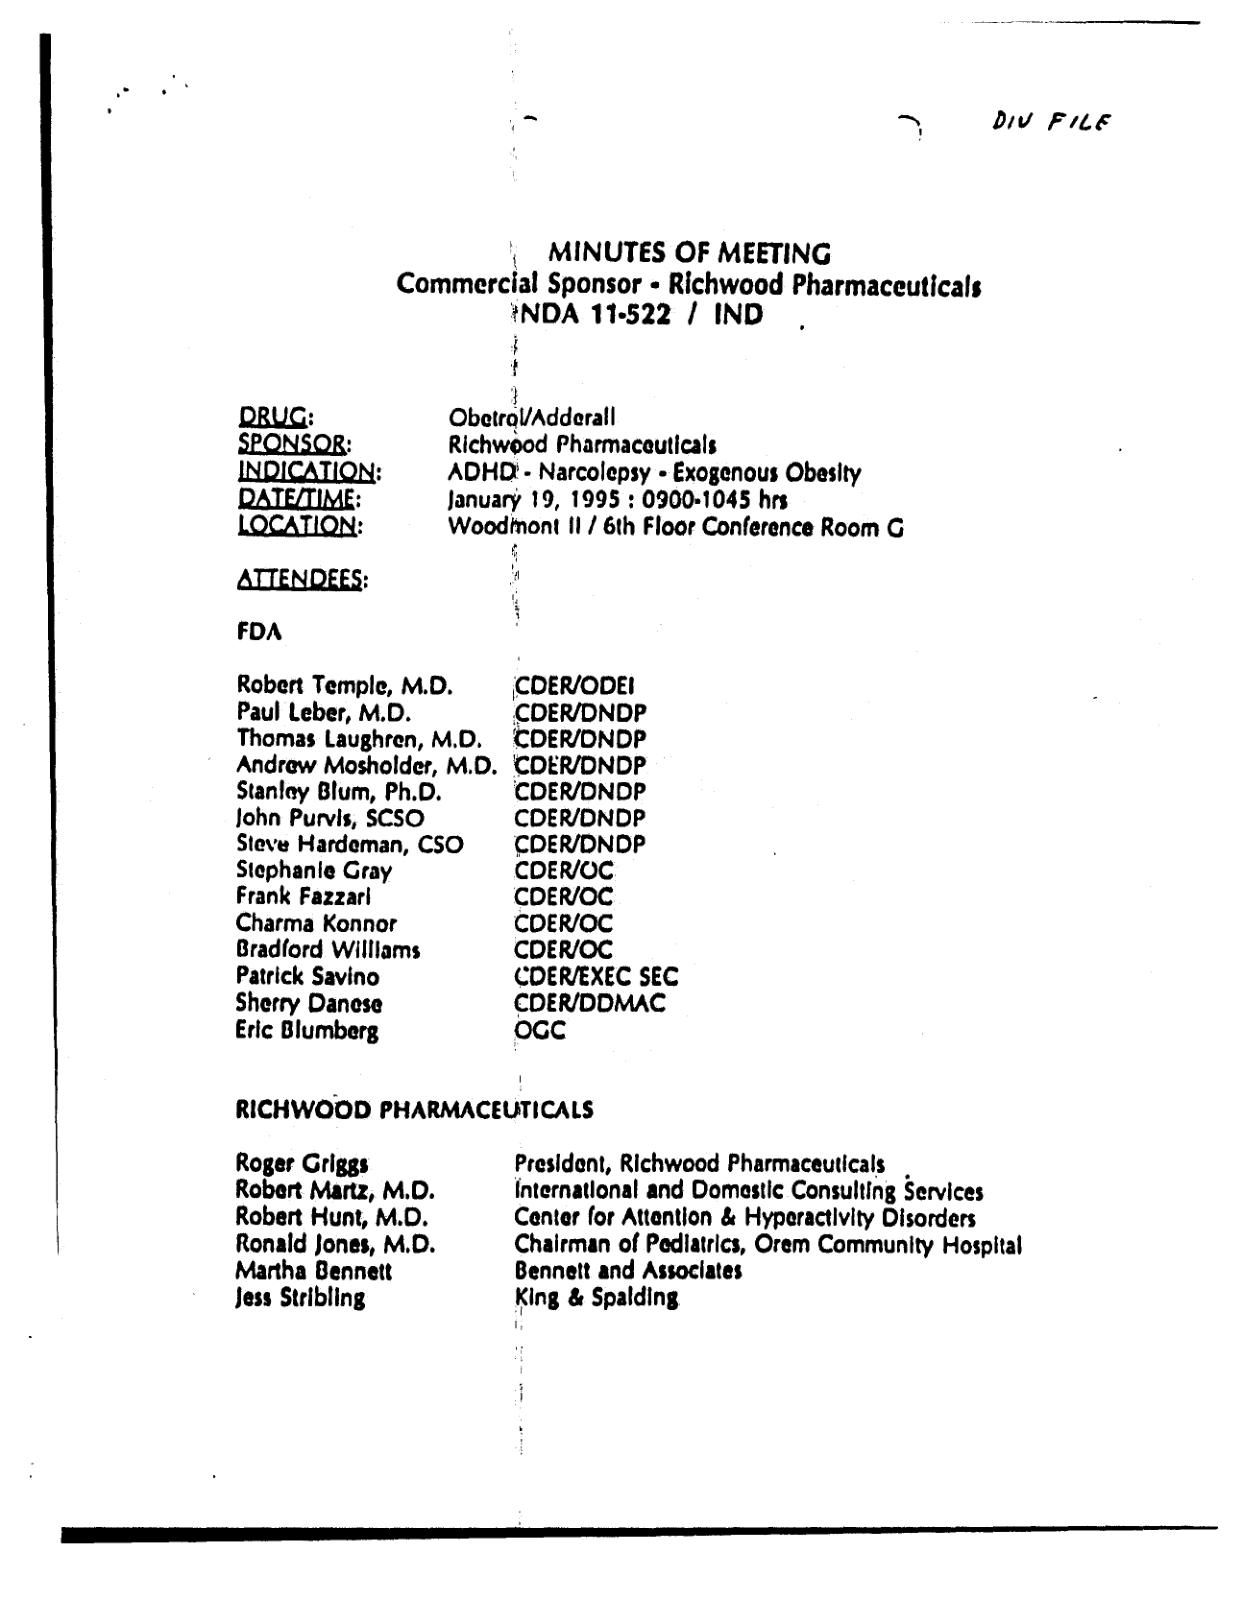 DIV FILE
MINUTES OF MEETING
Commercial Sponsor - Richwood Pharmaceuticals
NDA 11-522 / IND
DRUG: Obetrol/Adderall
SPONSOR: Richwood Pharmaceuticals
INDICATION: ADHD - Narcolepsy - Exogenous Obesity
DATE/TIME: January 19, 1995 : 0900-1045 hrs
LOCATION: Woodmont II / 6th Floor Conference Room G
ATTENDEES:
FDA
Robert Temple, M.D. CDER/ODEI
Paul Leber, M.D. CDER/DNDP
Thomas Laughren, M.D. CDER/DNDP
Andrew Mosholder, M.D. CDER/DNDP
Stanley Blum, Ph.D. CDER/DNDP
John Purvis, SCSO CDER/DNDP
Steve Hardeman, CSO CDER/DNDP
Stephanie Gray CDER/OC
Frank Fazzari CDER/OC
Charma Konnor CDER/OC
Bradford Williams CDER/OC
Patrick Savino CDER/EXEC SEC
Sherry Danese CDER/DDMAC
Eric Blumberg OGC
RICHWOOD PHARMACEUTICALS
Roger Griggs President, Richwood Pharmaceuticals
Robert Martz, M.D. International and Domestic Consulting Services
Robert Hunt, M.D. Center for Attention & Hyperactivity Disorders
Ronald Jones, M.D. Chairman of Pediatrics, Orem Community Hospital
Martha Bennett Bennett and Associates
Jess Stribling King & Spalding